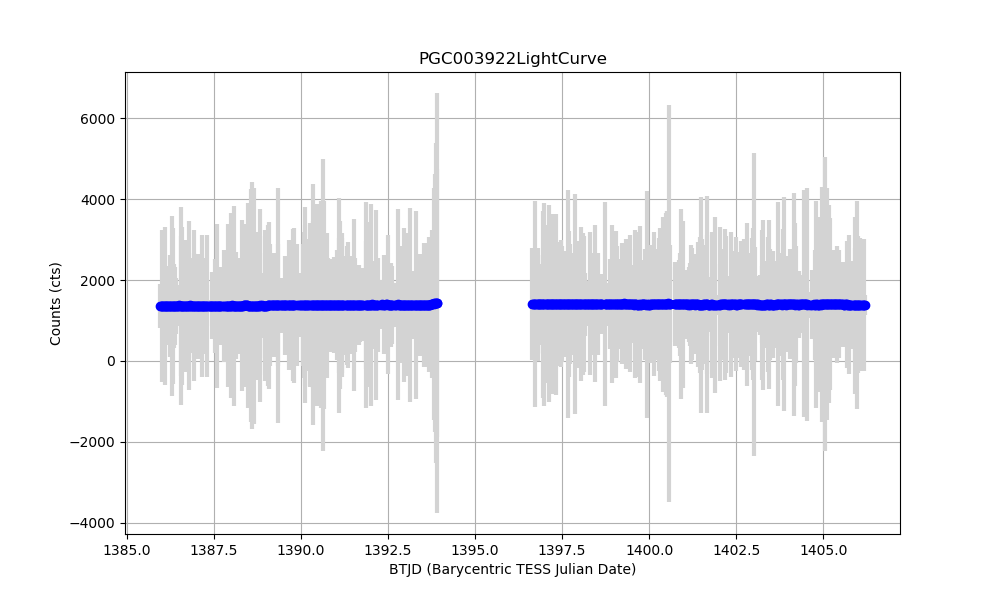 PGC003922LightCurve
Counts (cts)
6000
4000
2000
0
−2000
−4000
1385.0 1387.5 1390.0 1392.5 1395.0 1397.5 1400.0 1402.5 1405.0
BTJD (Barycentric TESS Julian Date)